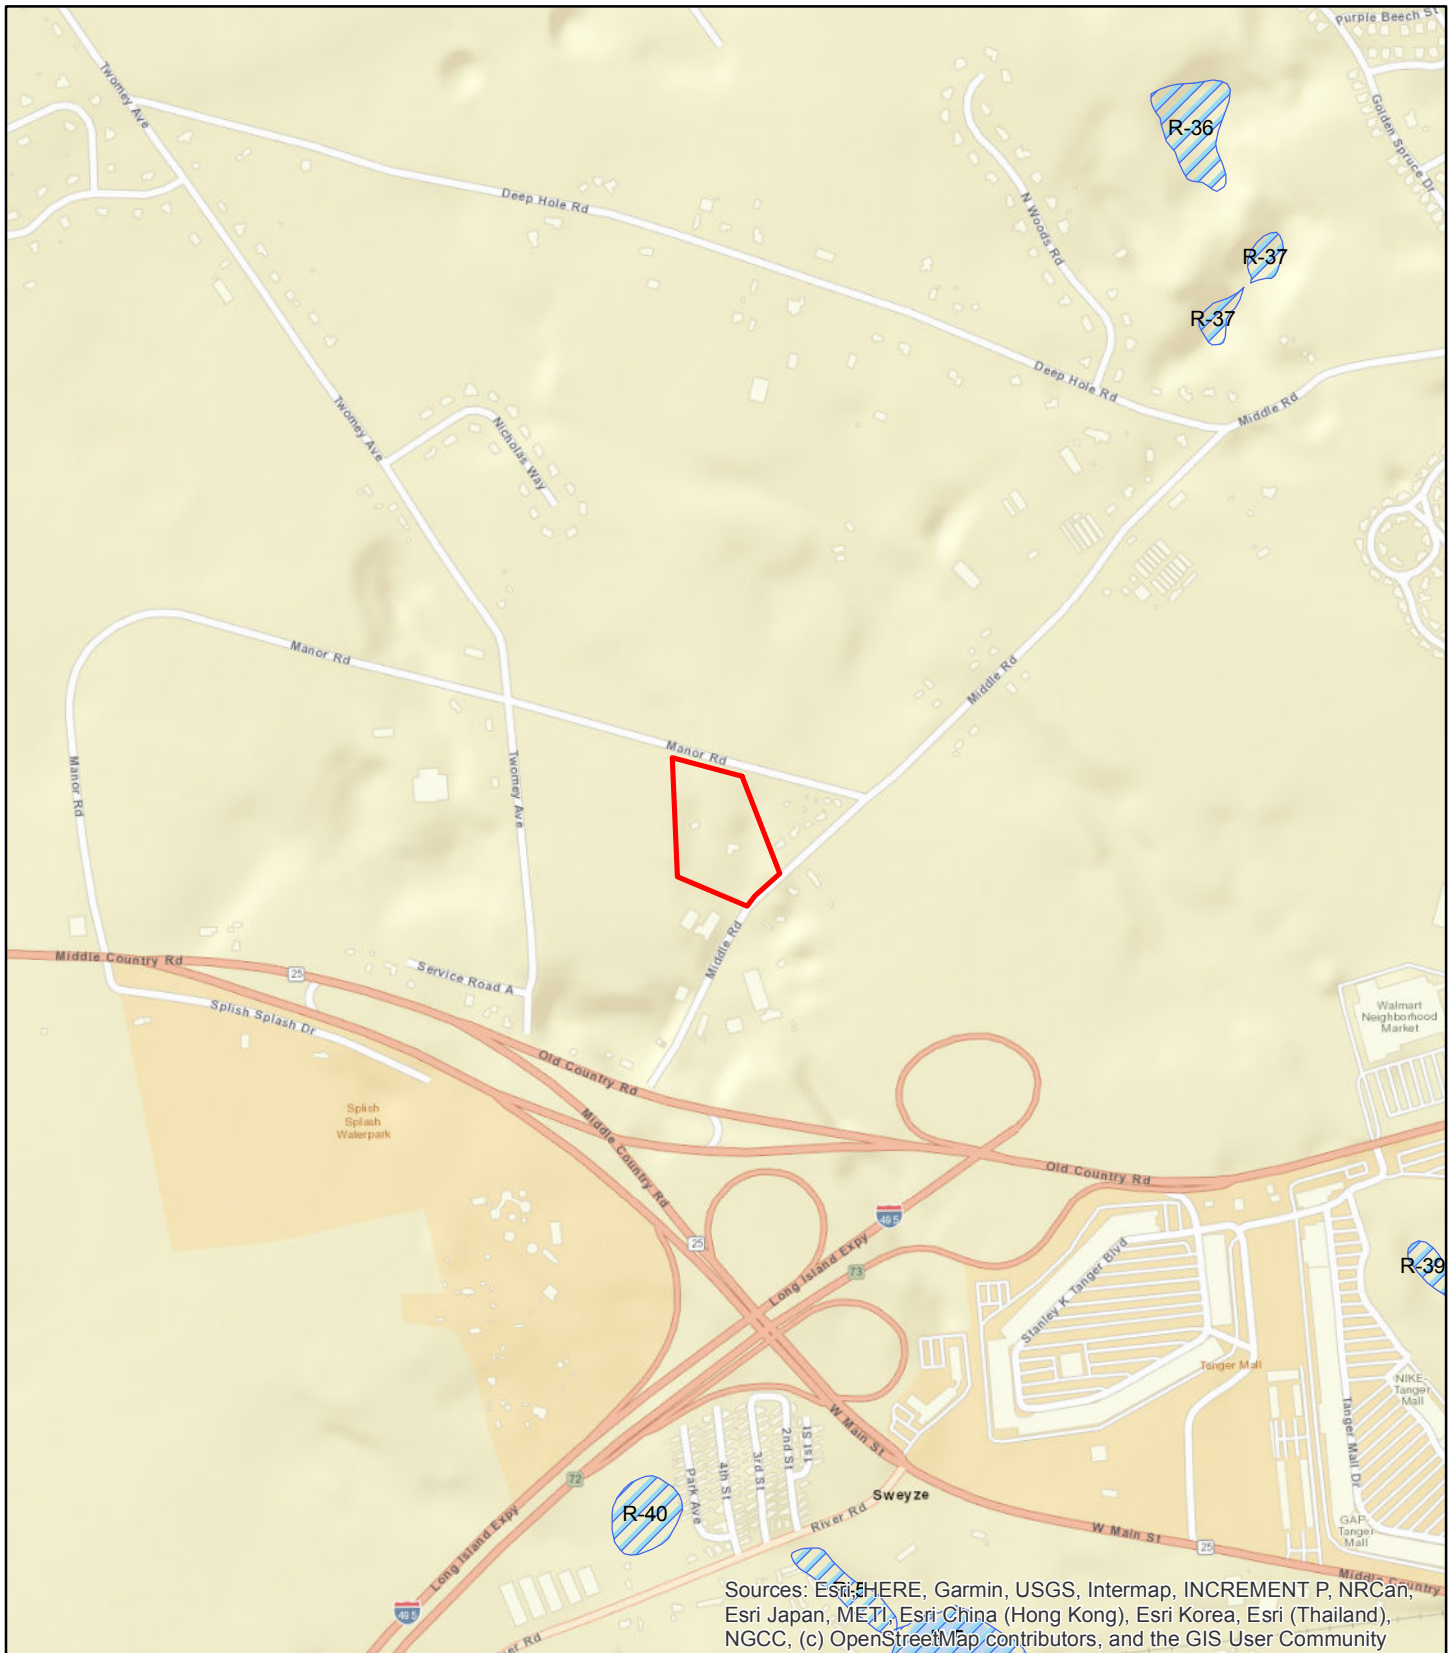 Purple Beech St
Twomey Ave
R-36
Golden Spruce Dr
Deep Hole Rd
N Woods Rd
R-37
R-37
Deep Hole Rd
Middle Rd
Twomey Ave
Nicholas Way
Manor Rd
Middle Rd
Manor Rd
Manor Rd
Twomey Ave
Middle Rd
Middle Country Rd
25
Service Road A
Splish Splash Dr
Walmart
Neighborhood
Market
Old Country Rd
Splish
Splash
Waterpark
Middle Country Rd
Old Country Rd
495
25
Long Island Expy
73
Stanley K Tanger Blvd
R-39
Tanger Mall
NIKE-
Tanger
Mall
Tanger Mall Dr
W Main St
1st St
2nd St
3rd St
4th St
Park Ave
72
Sweyze
R-40
River Rd
Long Island Expy
W Main St
GAP-
Tanger
Mall
25
Middle Country
495
er Rd
Sources: Esri, HERE, Garmin, USGS, Intermap, INCREMENT P, NRCan,
Esri Japan, METI, Esri China (Hong Kong), Esri Korea, Esri (Thailand),
NGCC, (c) OpenStreetMap contributors, and the GIS User Community